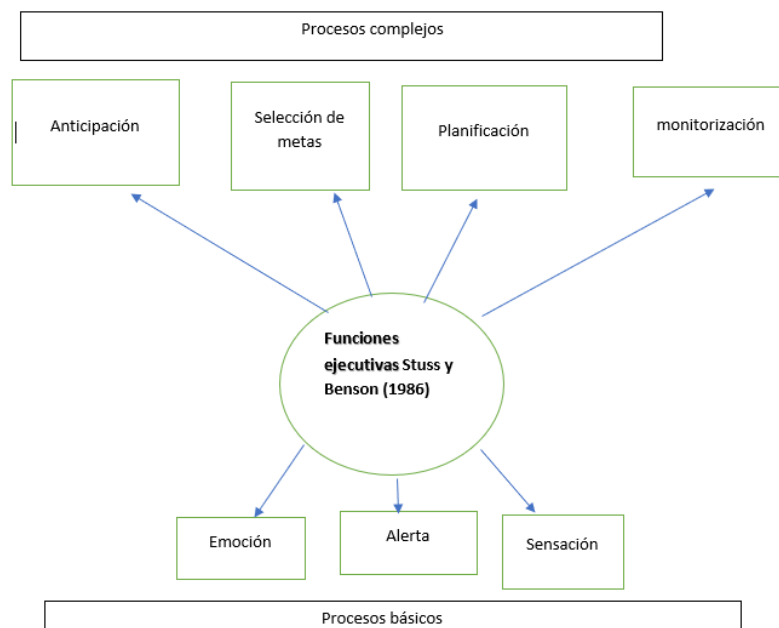 Procesos complejos
Anticipación
Selección de
metas
Planificación
monitorización
Funciones
ejecutivas Stuss y
Benson (1986)
Emoción
Alerta
Sensación
Procesos básicos